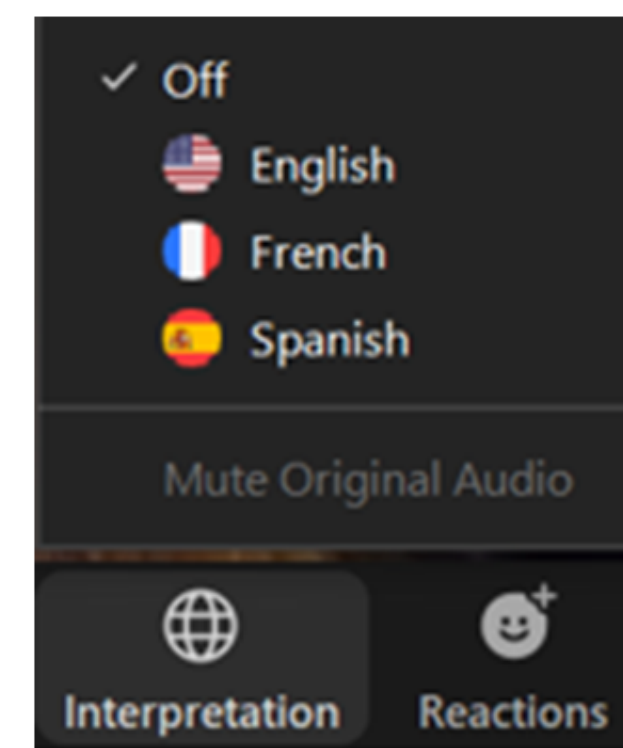 Off
English
French
Spanish
Mute Original Audio
Interpretation
Reactions